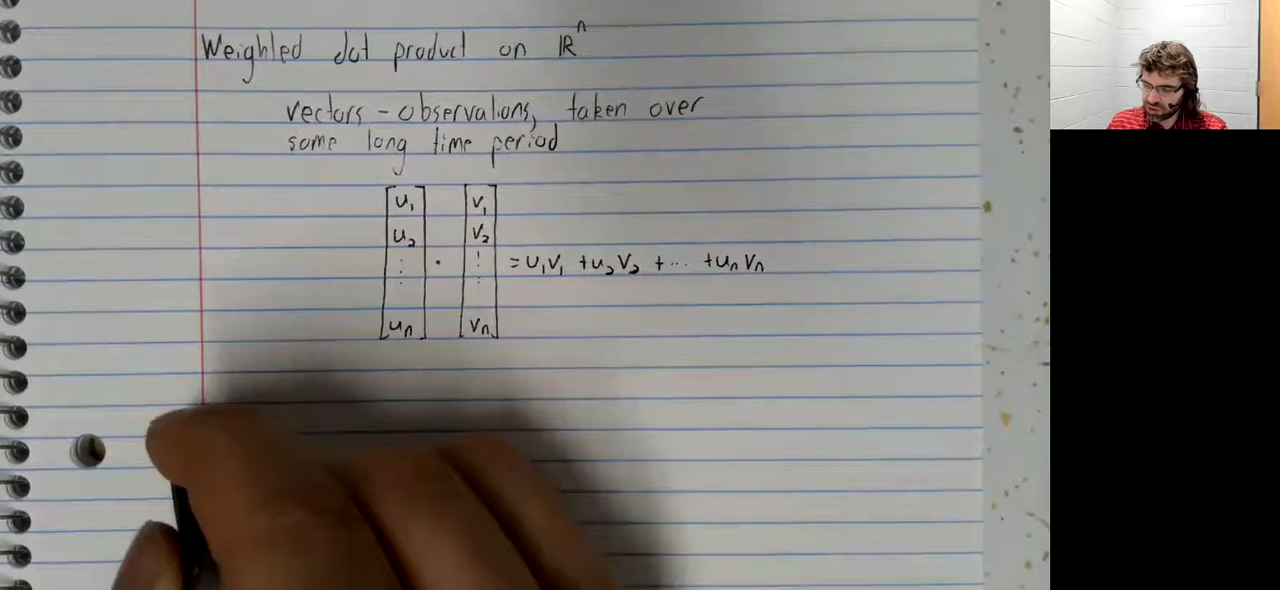 Weighted dot product on ℝⁿ
vectors - observations, taken over
some long time period
[u₁ u₂ ⋮ uₙ] · [v₁ v₂ ⋮ vₙ] = u₁v₁ + u₂v₂ + ... + uₙvₙ